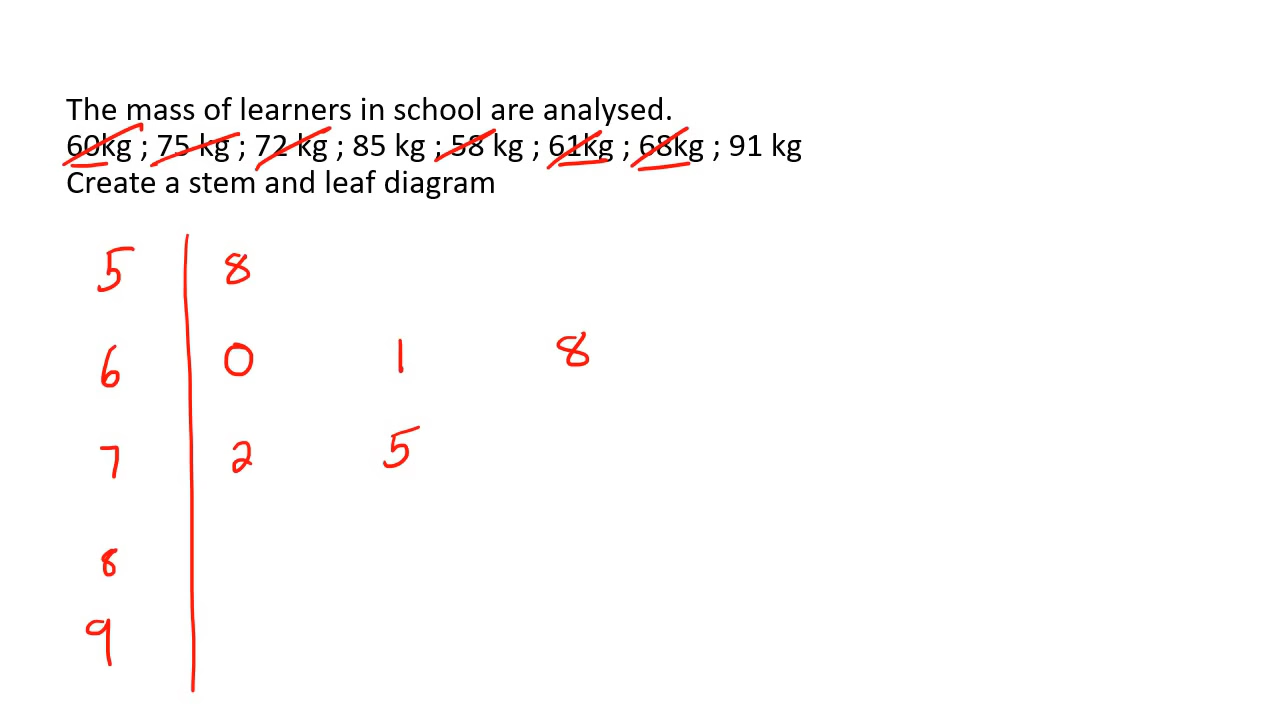 The mass of learners in school are analysed.
60kg ; 75 kg ; 72 kg ; 85 kg ; 58 kg ; 61kg ; 68kg ; 91 kg
Create a stem and leaf diagram
5 8
6 0 1 8
7 2 5
8
9